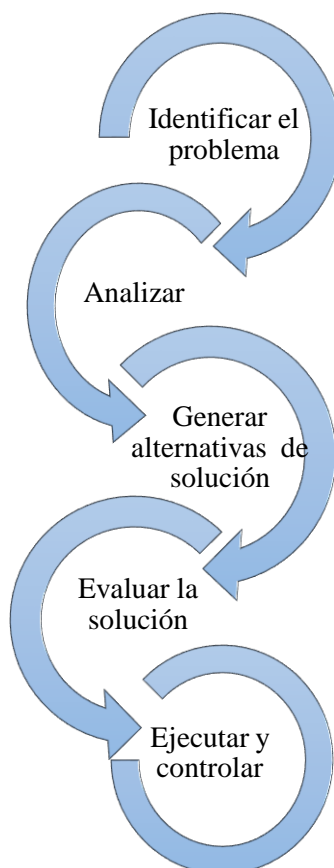 Identificar el
problema
Analizar
Generar
alternativas de
solución
Evaluar la
solución
Ejecutar y
controlar